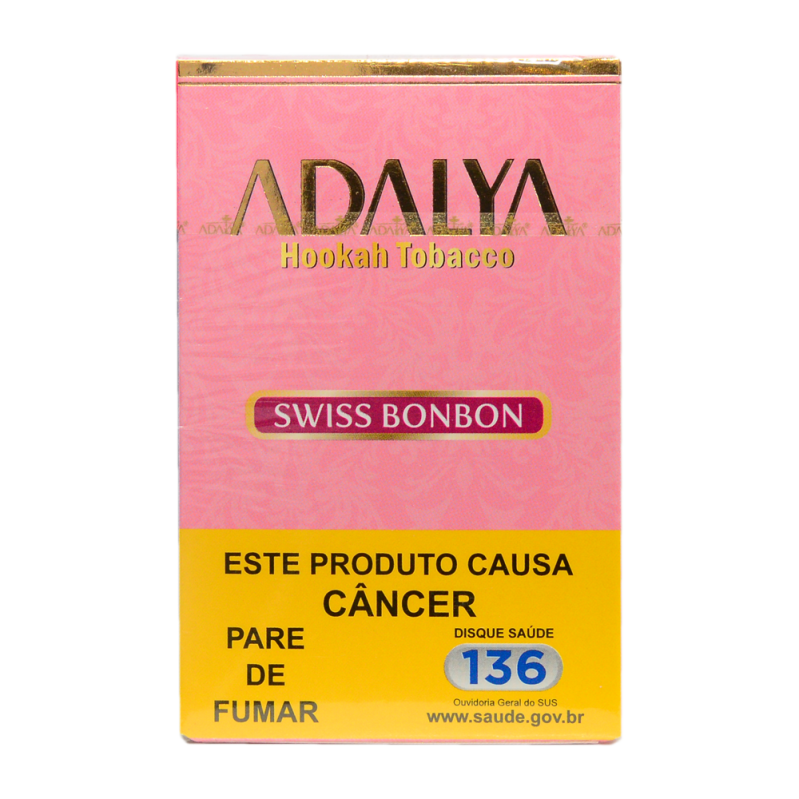 ADALYA
Hookah Tobacco
SWISS BONBON
ESTE PRODUTO CAUSA
CÂNCER
PARE
DE
FUMAR
DISQUE SAÚDE
136
Ouvidoria Geral do SUS
www.saude.gov.br